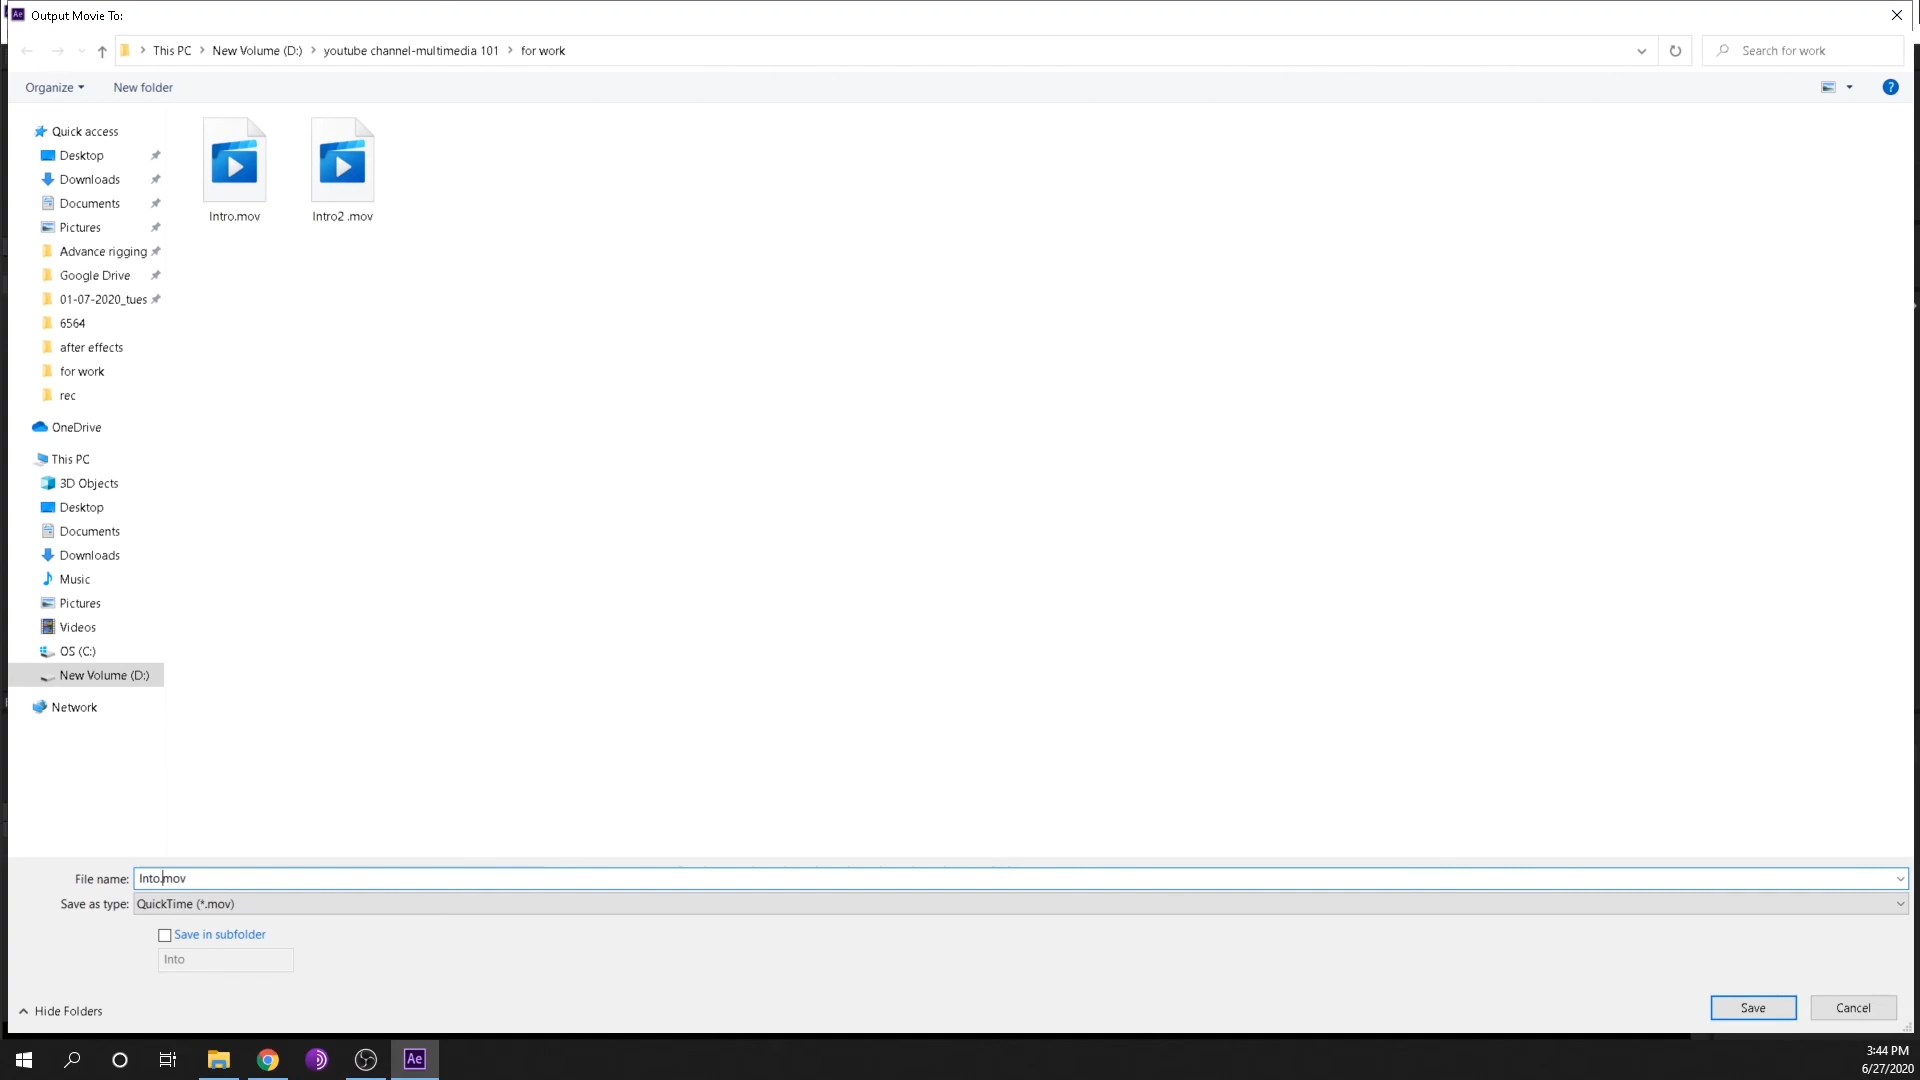 Ae Output Movie To:
This PC New Volume (D:) youtube channel-multimedia 101 for work
Search for work
Organize New folder
?
Quick access
Desktop
Downloads
Documents
Pictures
Advance rigging
Google Drive
01-07-2020_tues
6564
after effects
for work
rec
OneDrive
This PC
3D Objects
Desktop
Documents
Downloads
Music
Pictures
Videos
OS (C:)
New Volume (D:)
Network
Intro.mov Intro2 .mov
File name: Into.mov
Save as type: QuickTime (*.mov)
Save in subfolder
Into
Hide Folders
Save Cancel
Ae
3:44 PM
6/27/2020